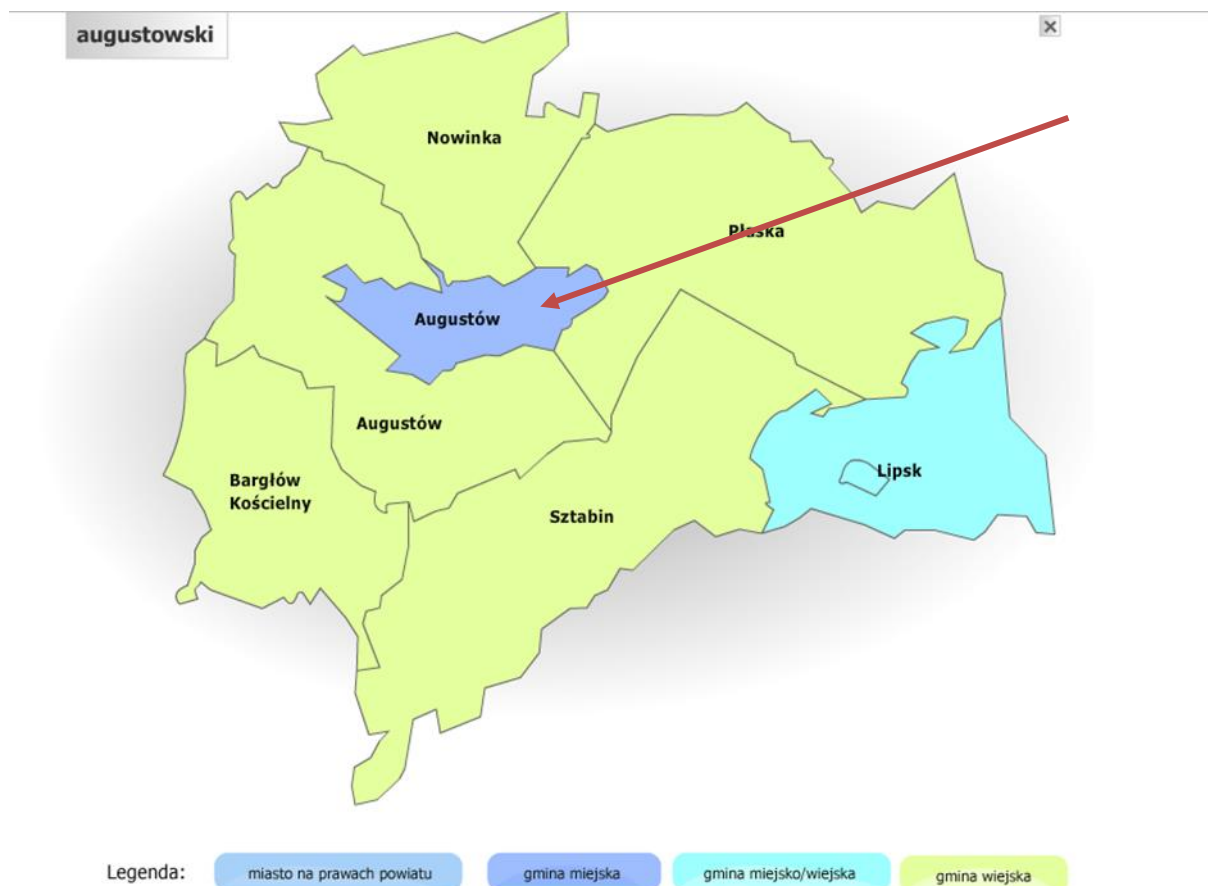 augustowski
Nowinka
Płaska
Augustów
Augustów
Bargłów
Kościelny
Lipsk
Sztabin
Legenda:
miasto na prawach powiatu
gmina miejska
gmina miejsko/wiejska
gmina wiejska